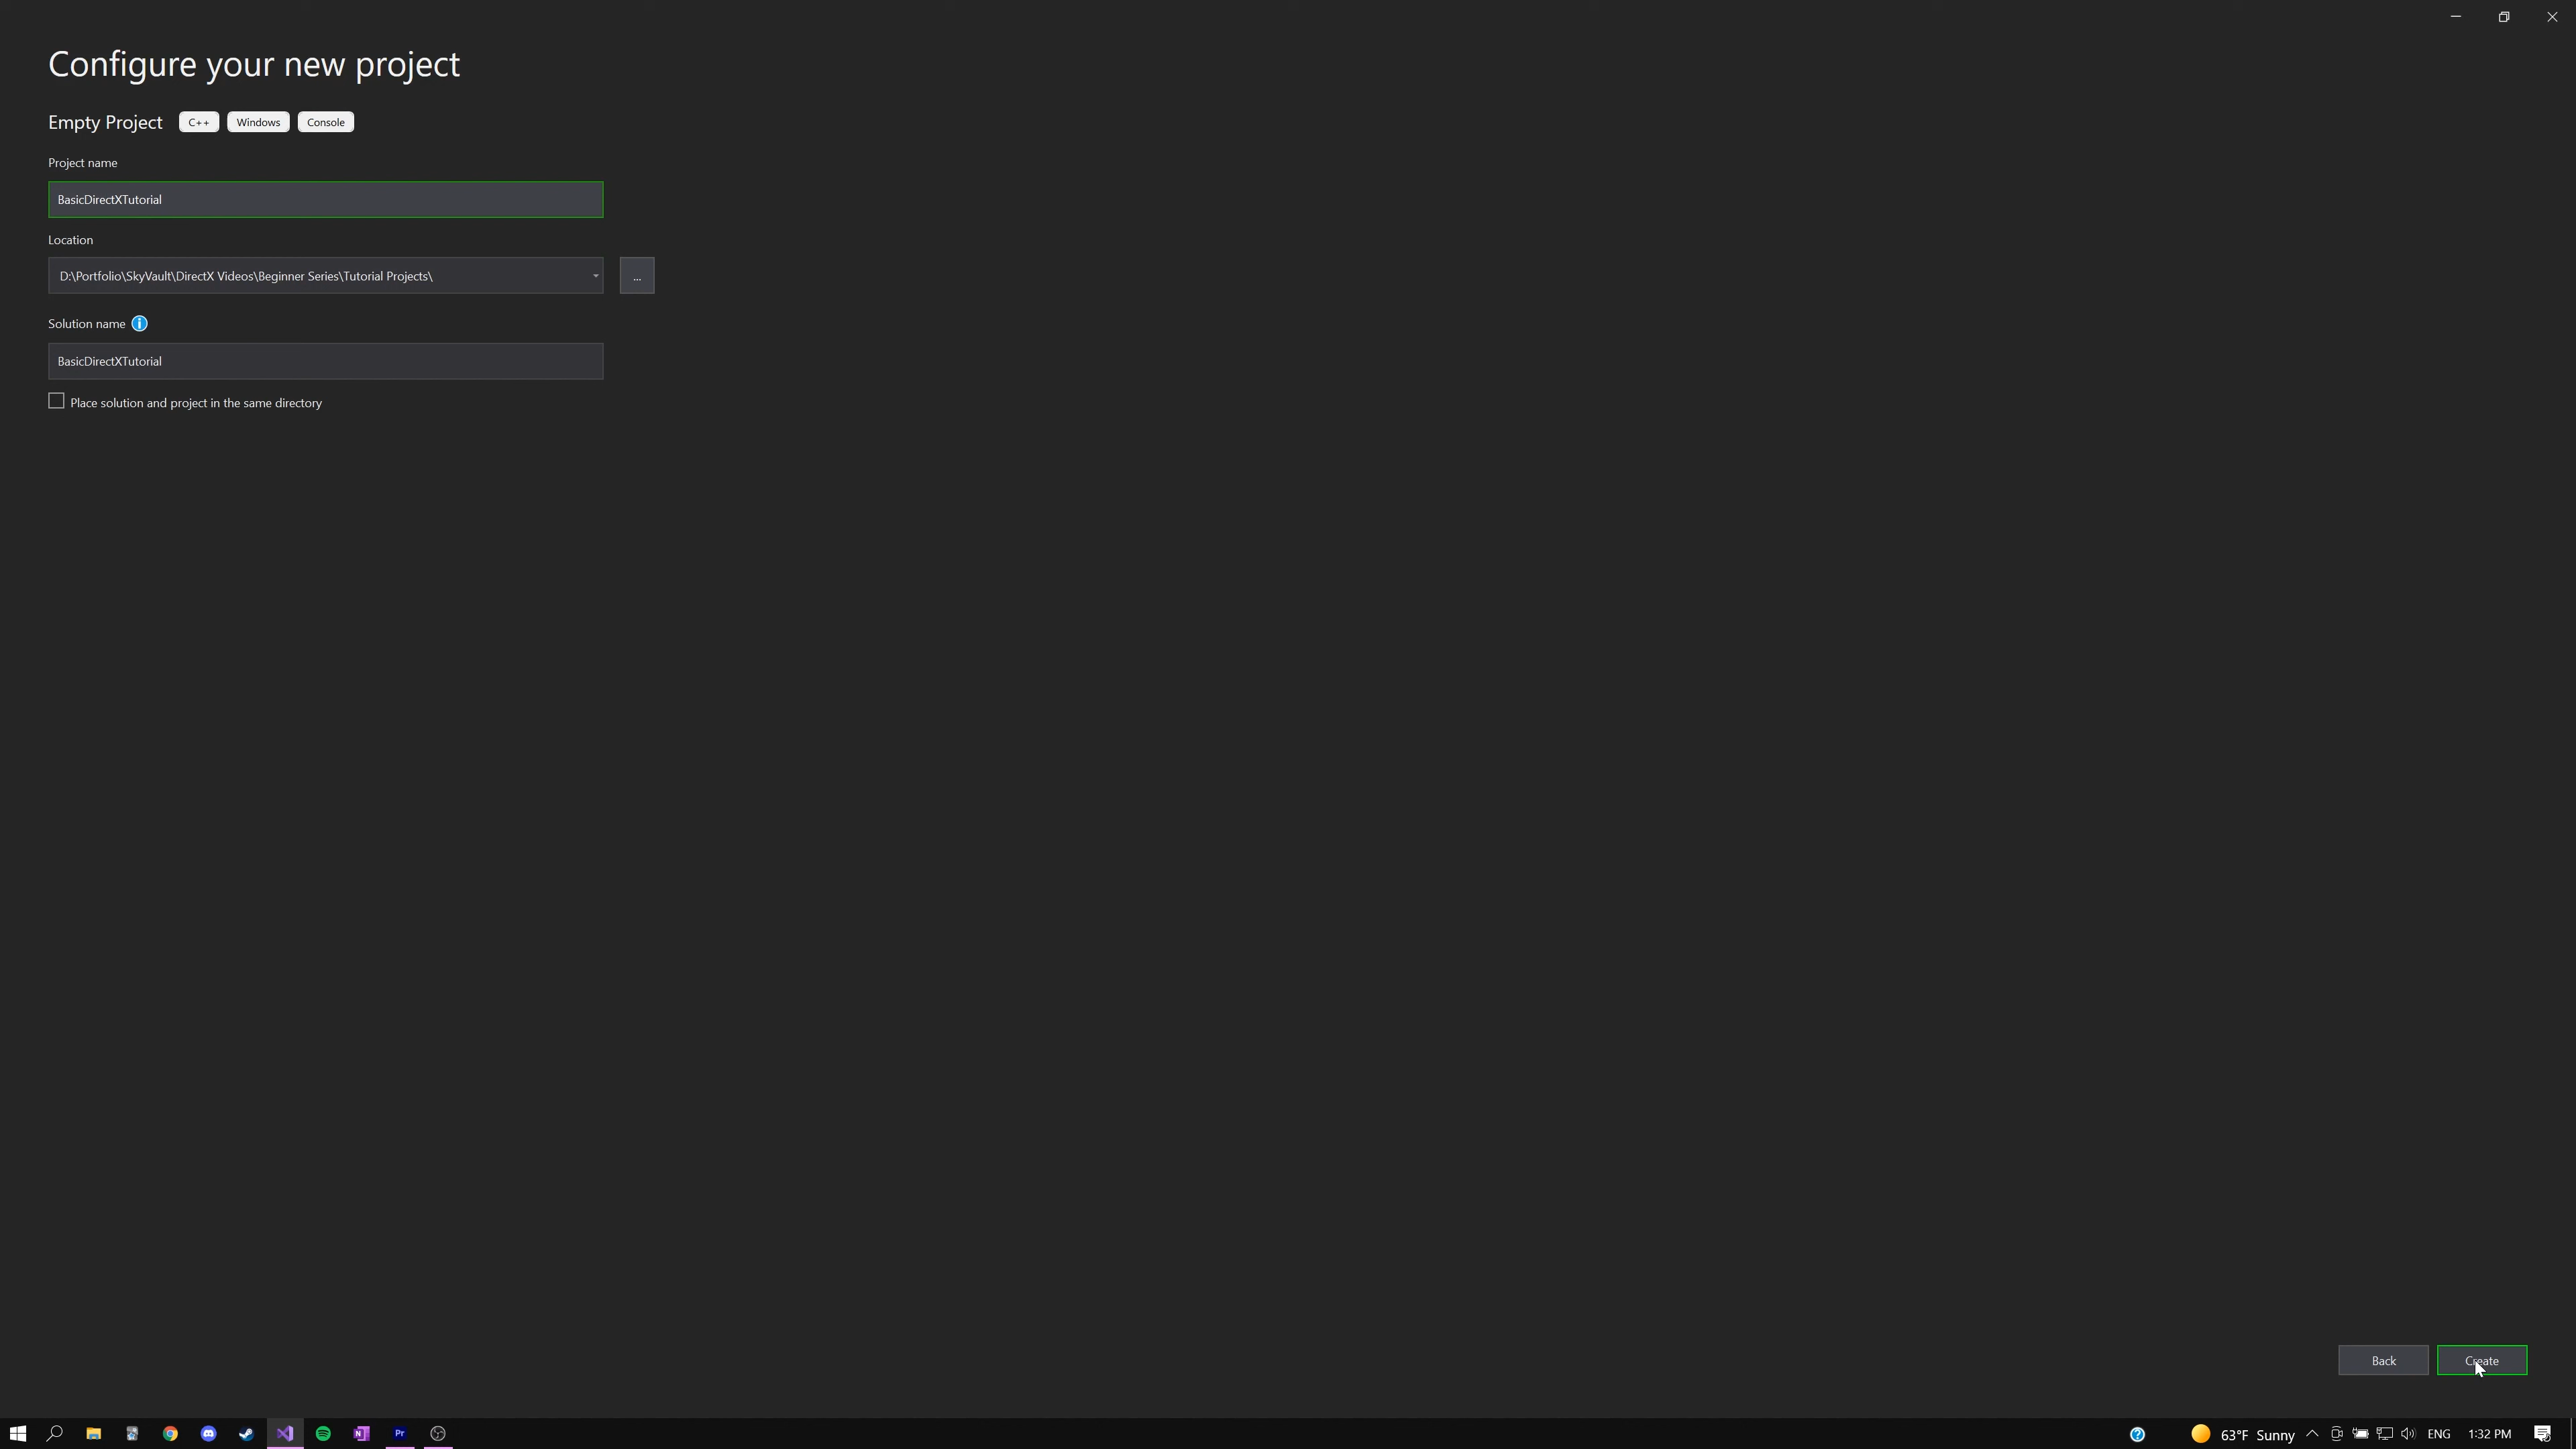 Configure your new project
Empty Project C++ Windows Console
Project name
BasicDirectXTutorial
Location
D:\Portfolio\SkyVault\DirectX Videos\Beginner Series\Tutorial Projects\
...
Solution name
BasicDirectXTutorial
Place solution and project in the same directory
Back Create
N Pr 63°F Sunny ENG 1:32 PM